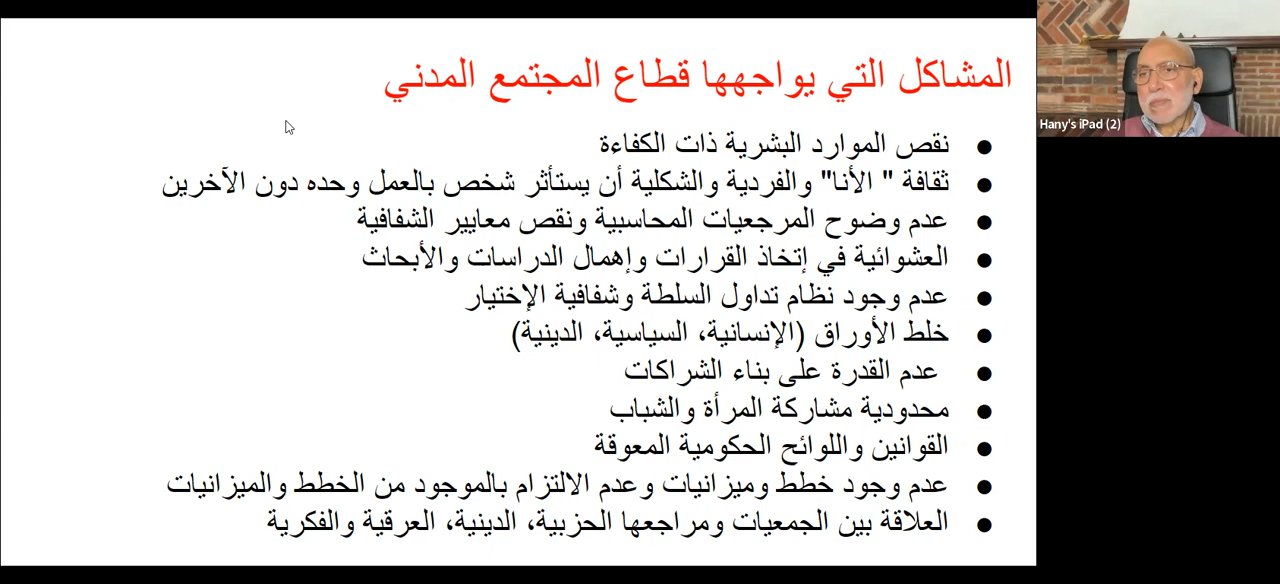 المشاكل التي يواجهها قطاع المجتمع المدني
● نقص الموارد البشرية ذات الكفاءة
● ثقافة " الأنا" والفردية والشكلية أن يستأثر شخص بالعمل وحده دون الآخرين
● عدم وضوح المرجعيات المحاسبية ونقص معايير الشفافية
● العشوائية في إتخاذ القرارات وإهمال الدراسات والأبحاث
● عدم وجود نظام تداول السلطة وشفافية الإختيار
● خلط الأوراق (الإنسانية، السياسية، الدينية)
● عدم القدرة على بناء الشراكات
● محدودية مشاركة المرأة والشباب
● القوانين واللوائح الحكومية المعوقة
● عدم وجود خطط وميزانيات وعدم الالتزام بالموجود من الخطط والميزانيات
● العلاقة بين الجمعيات ومراجعها الحزبية، الدينية، العرقية والفكرية
Hany's iPad (2)